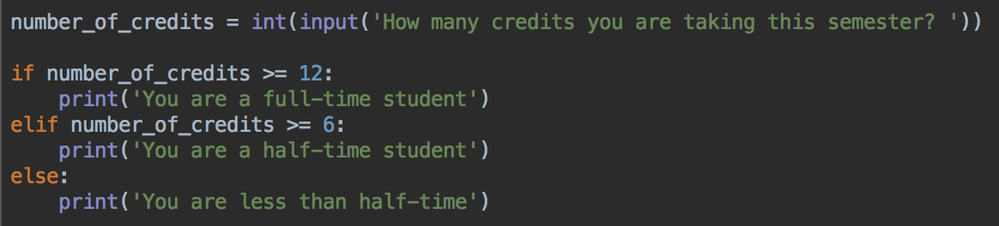 number_of_credits = int(input('How many credits you are taking this semester? '))
if number_of_credits >= 12:
    print('You are a full-time student')
elif number_of_credits >= 6:
    print('You are a half-time student')
else:
    print('You are less than half-time')